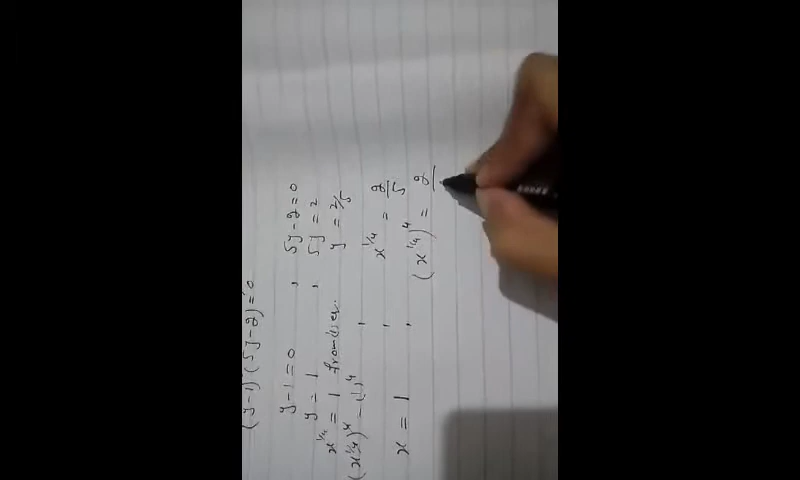 (y-1) (5y-2)=0
y-1=0 , 5y-2=0
y = 1 , 5y = 2
x^{1/4} = 1 from (ii) , y = 2/5
(x^{1/4})^4 = (1)^4 , x^{1/4} = 2/5
x = 1 , (x^{1/4})^4 = 2